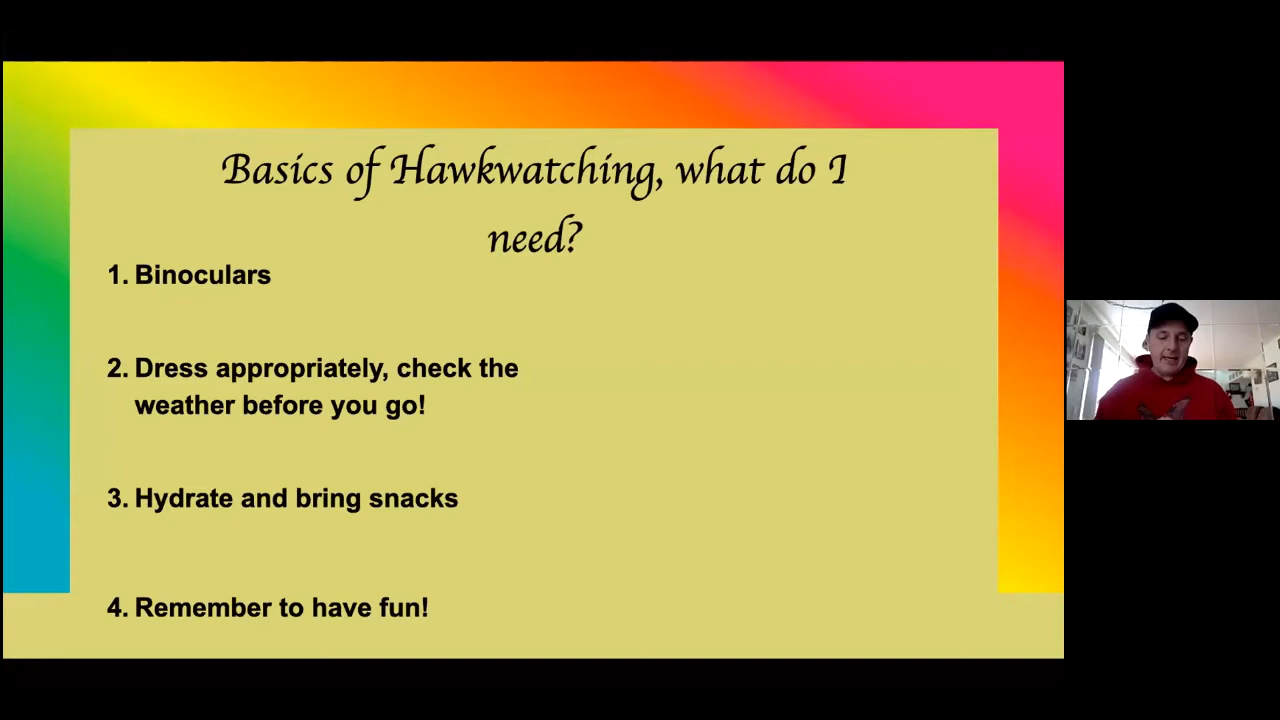 Basics of Hawkwatching, what do I
need?
1. Binoculars
2. Dress appropriately, check the
weather before you go!
3. Hydrate and bring snacks
4. Remember to have fun!